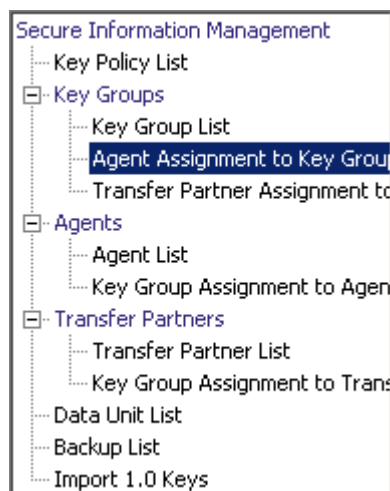 Secure Information Management
Key Policy List
Key Groups
Key Group List
Agent Assignment to Key Grou
Transfer Partner Assignment to
Agents
Agent List
Key Group Assignment to Agen
Transfer Partners
Transfer Partner List
Key Group Assignment to Trans
Data Unit List
Backup List
Import 1.0 Keys